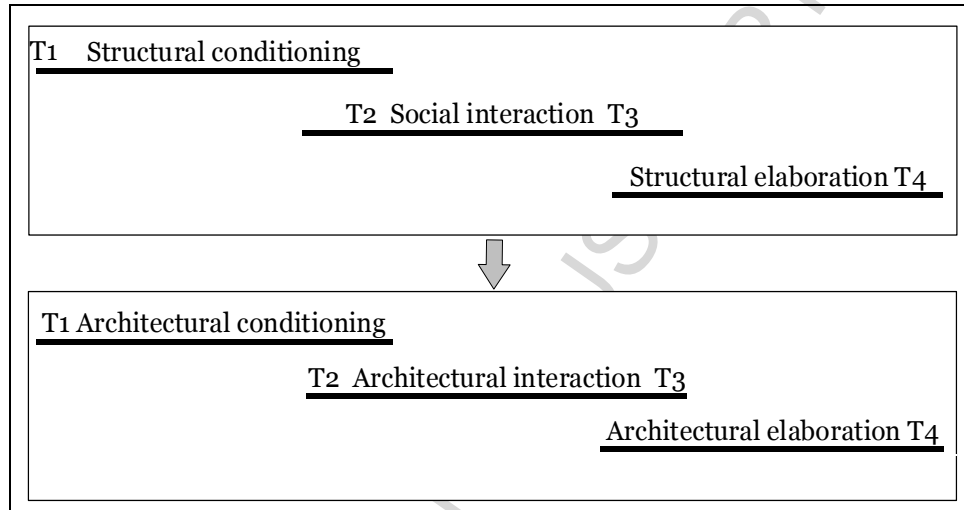 T1 Structural conditioning
T2 Social interaction T3
Structural elaboration T4
T1 Architectural conditioning
T2 Architectural interaction T3
Architectural elaboration T4